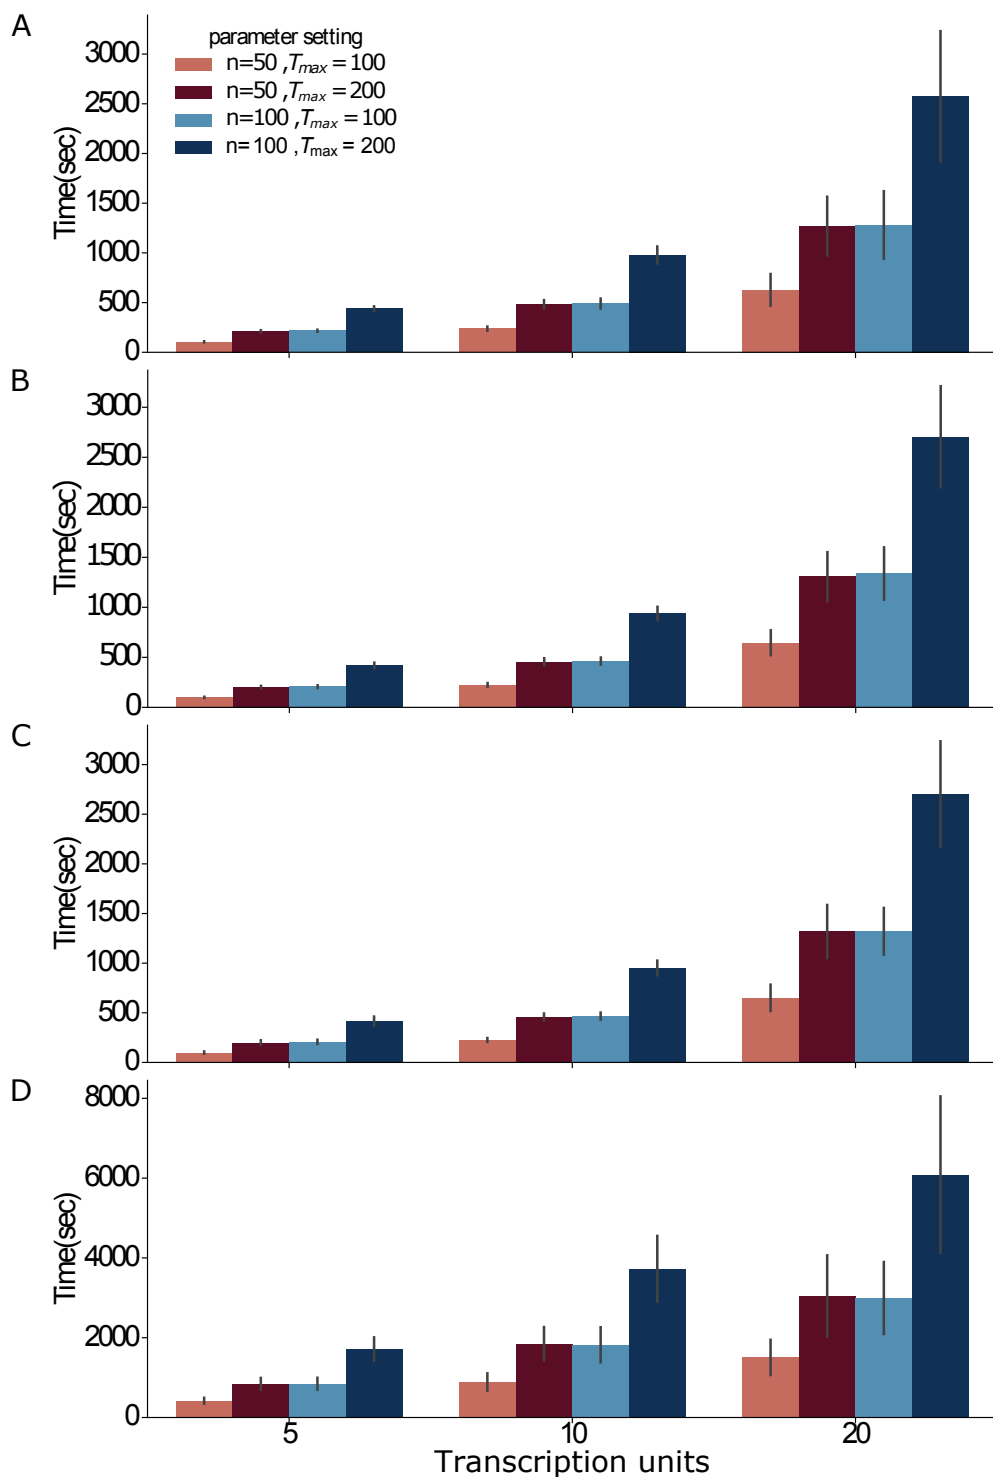 A
parameter setting
n=50 ,Tmax = 100
n=50 ,Tmax = 200
n=100 ,Tmax = 100
n=100 ,Tmax = 200
Time(sec)
3000
2500
2000
1500
1000
500
0
B
Time(sec)
3000
2500
2000
1500
1000
500
0
C
Time(sec)
3000
2500
2000
1500
1000
500
0
D
Time(sec)
8000
6000
4000
2000
0
5 10 20
Transcription units